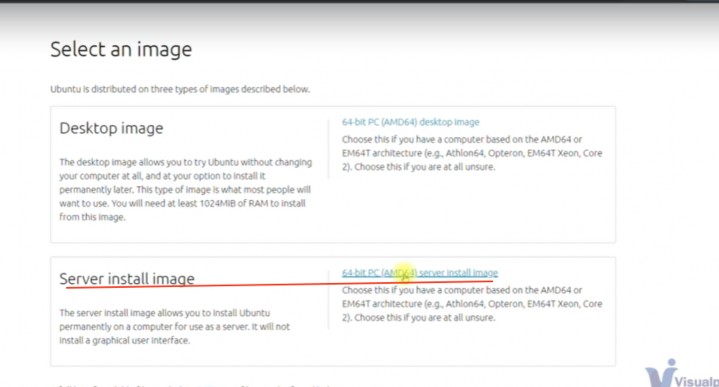 Select an image
Ubuntu is distributed on three types of images described below.
Desktop image
The desktop image allows you to try Ubuntu without changing
your computer at all, and at your option to install it
permanently later. This type of image is what most people will
want to use. You will need at least 1024MiB of RAM to install
from this image.
64-bit PC (AMD64) desktop image
Choose this if you have a computer based on the AMD64 or
EM64T architecture (e.g., Athlon64, Opteron, EM64T Xeon, Core
2). Choose this if you are at all unsure.
Server install image
The server install image allows you to install Ubuntu
permanently on a computer for use as a server. It will not
install a graphical user interface.
64-bit PC (AMD64) server install image
Choose this if you have a computer based on the AMD64 or
EM64T architecture (e.g., Athlon64, Opteron, EM64T Xeon, Core
2). Choose this if you are at all unsure.
Visualp